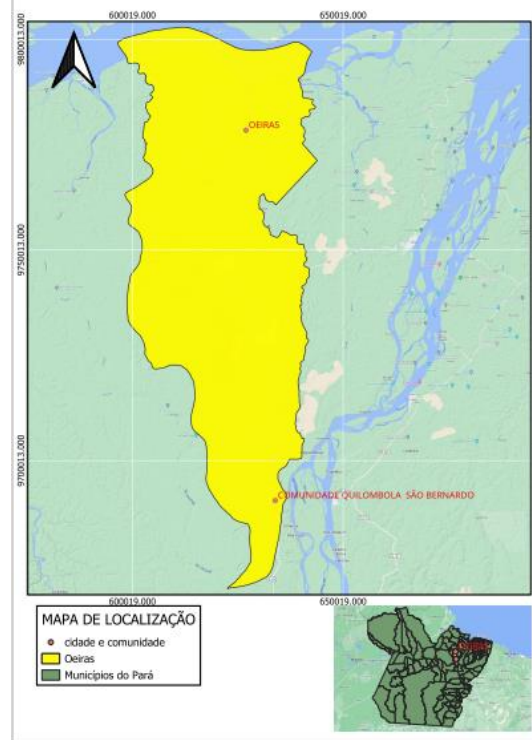 600019.000 650019.000
9800013.000
OEIRAS
9750013.000
9700013.000
COMUNIDADE QUILOMBOLA SÃO BERNARDO
600019.000 650019.000
MAPA DE LOCALIZAÇÃO
cidade e comunidade
Oeiras
Municípios do Pará